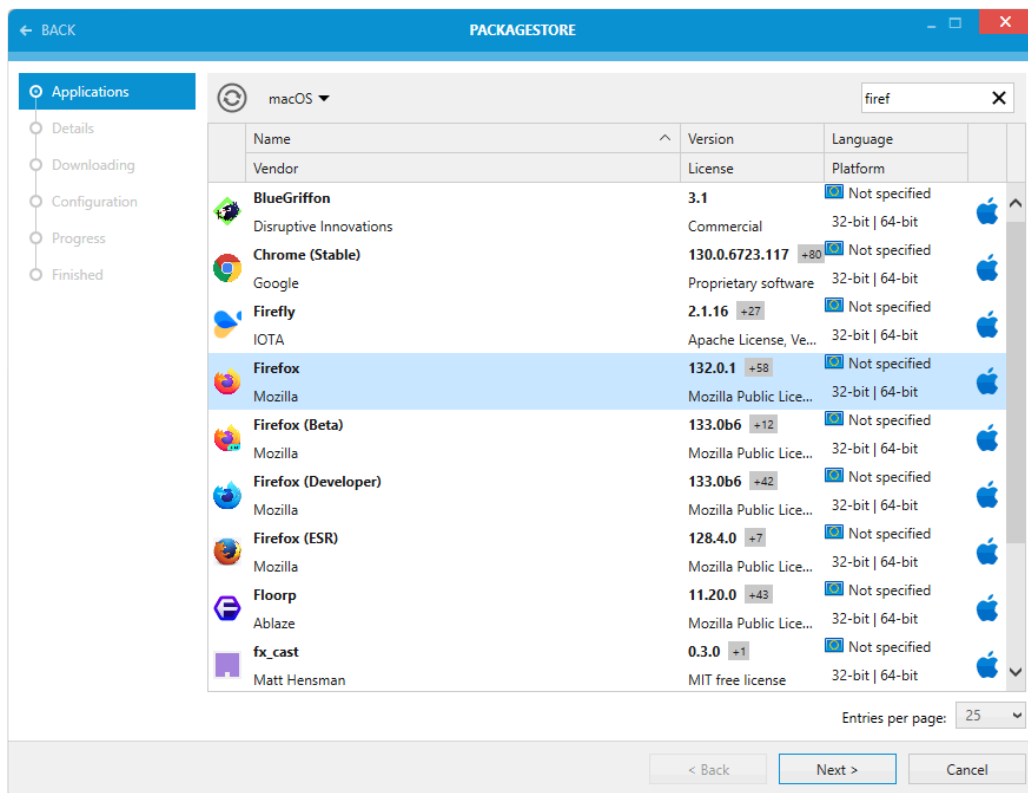 BACK
PACKAGESTORE
Applications
Details
Downloading
Configuration
Progress
Finished
macOS
firef
Name Version Language
Vendor License Platform
BlueGriffon 3.1 Not specified
Disruptive Innovations Commercial 32-bit | 64-bit
Chrome (Stable) 130.0.6723.117 +80 Not specified
Google Proprietary software 32-bit | 64-bit
Firefly 2.1.16 +27 Not specified
IOTA Apache License, Ve... 32-bit | 64-bit
Firefox 132.0.1 +58 Not specified
Mozilla Mozilla Public Lice... 32-bit | 64-bit
Firefox (Beta) 133.0b6 +12 Not specified
Mozilla Mozilla Public Lice... 32-bit | 64-bit
Firefox (Developer) 133.0b6 +42 Not specified
Mozilla Mozilla Public Lice... 32-bit | 64-bit
Firefox (ESR) 128.4.0 +7 Not specified
Mozilla Mozilla Public Lice... 32-bit | 64-bit
Floorp 11.20.0 +43 Not specified
Ablaze Mozilla Public Lice... 32-bit | 64-bit
fx_cast 0.3.0 +1 Not specified
Matt Hensman MIT free license 32-bit | 64-bit
Entries per page: 25
< Back Next > Cancel